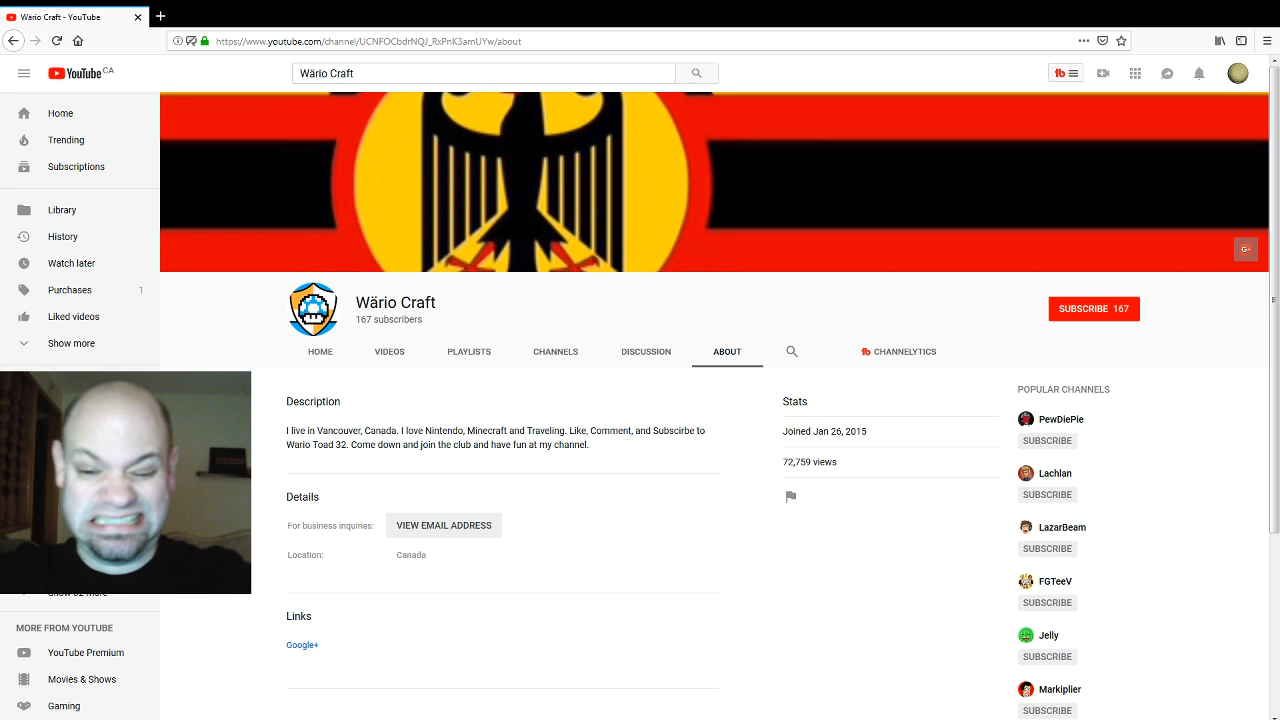 Wario Craft - YouTube
https://www.youtube.com/channel/UCNFOCbdrNQJ_RxPnK3amUYw/about
YouTube CA
Wärio Craft
Home
Trending
Subscriptions
Library
History
Watch later
Purchases 1
Liked videos
Show more
MORE FROM YOUTUBE
YouTube Premium
Movies & Shows
Gaming
G+
Wärio Craft
167 subscribers
SUBSCRIBE 167
HOME VIDEOS PLAYLISTS CHANNELS DISCUSSION ABOUT CHANNELYTICS
Description
I live in Vancouver, Canada. I love Nintendo, Minecraft and Traveling. Like, Comment, and Subscirbe to
Wario Toad 32. Come down and join the club and have fun at my channel.
Details
For business inquiries: VIEW EMAIL ADDRESS
Location: Canada
Links
Google+
Stats
Joined Jan 26, 2015
72,759 views
POPULAR CHANNELS
PewDiePie
SUBSCRIBE
Lachlan
SUBSCRIBE
LazarBeam
SUBSCRIBE
FGTeeV
SUBSCRIBE
Jelly
SUBSCRIBE
Markiplier
SUBSCRIBE